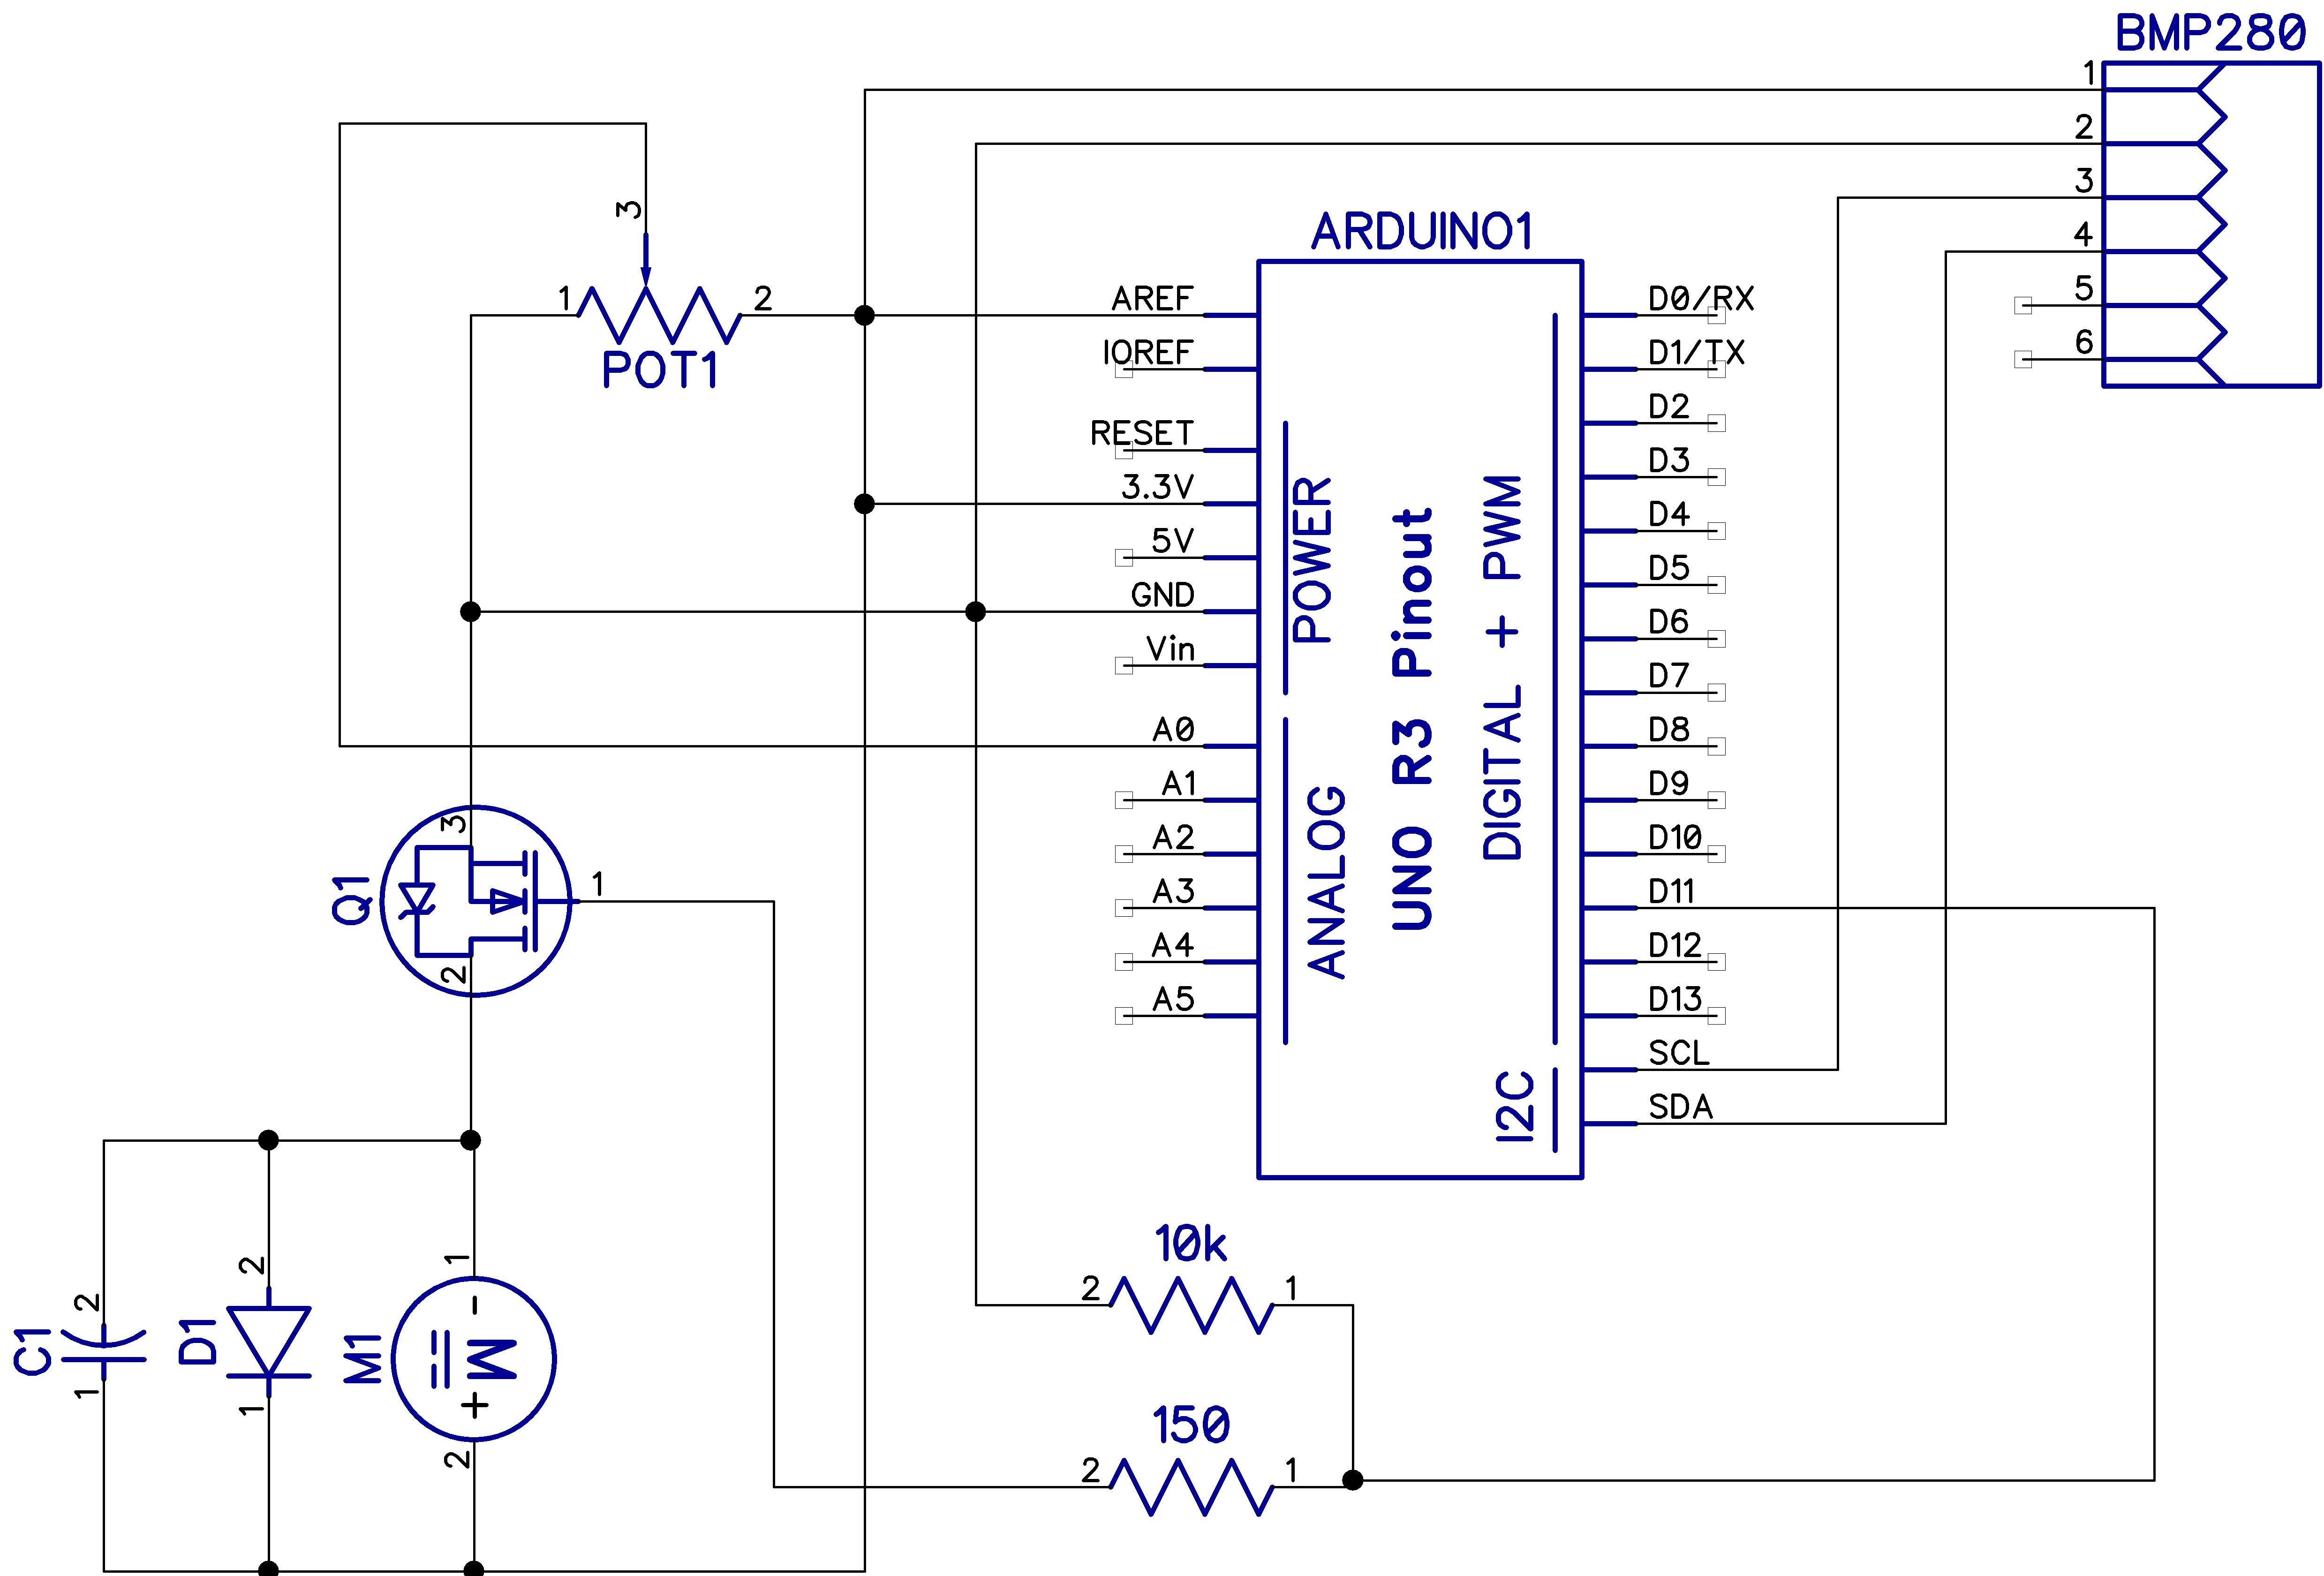 BMP280
1
2
3
4
5
6
3
1
2
POT1
ARDUINO1
AREF
IOREF
RESET
3.3V
5V
GND
Vin
A0
A1
A2
A3
A4
A5
POWER
ANALOG
UNO R3 Pinout
DIGITAL + PWM
I2C
D0/RX
D1/TX
D2
D3
D4
D5
D6
D7
D8
D9
D10
D11
D12
D13
SCL
SDA
Q1
3
1
2
C1
2
1
D1
2
1
M1
1
-
M
+
2
10k
2
1
150
2
1